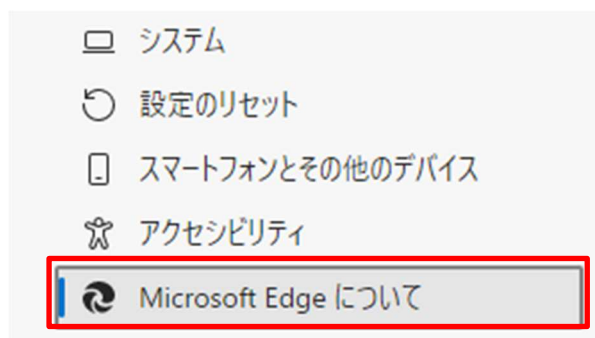 システム
設定のリセット
スマートフォンとその他のデバイス
アクセシビリティ
Microsoft Edge について